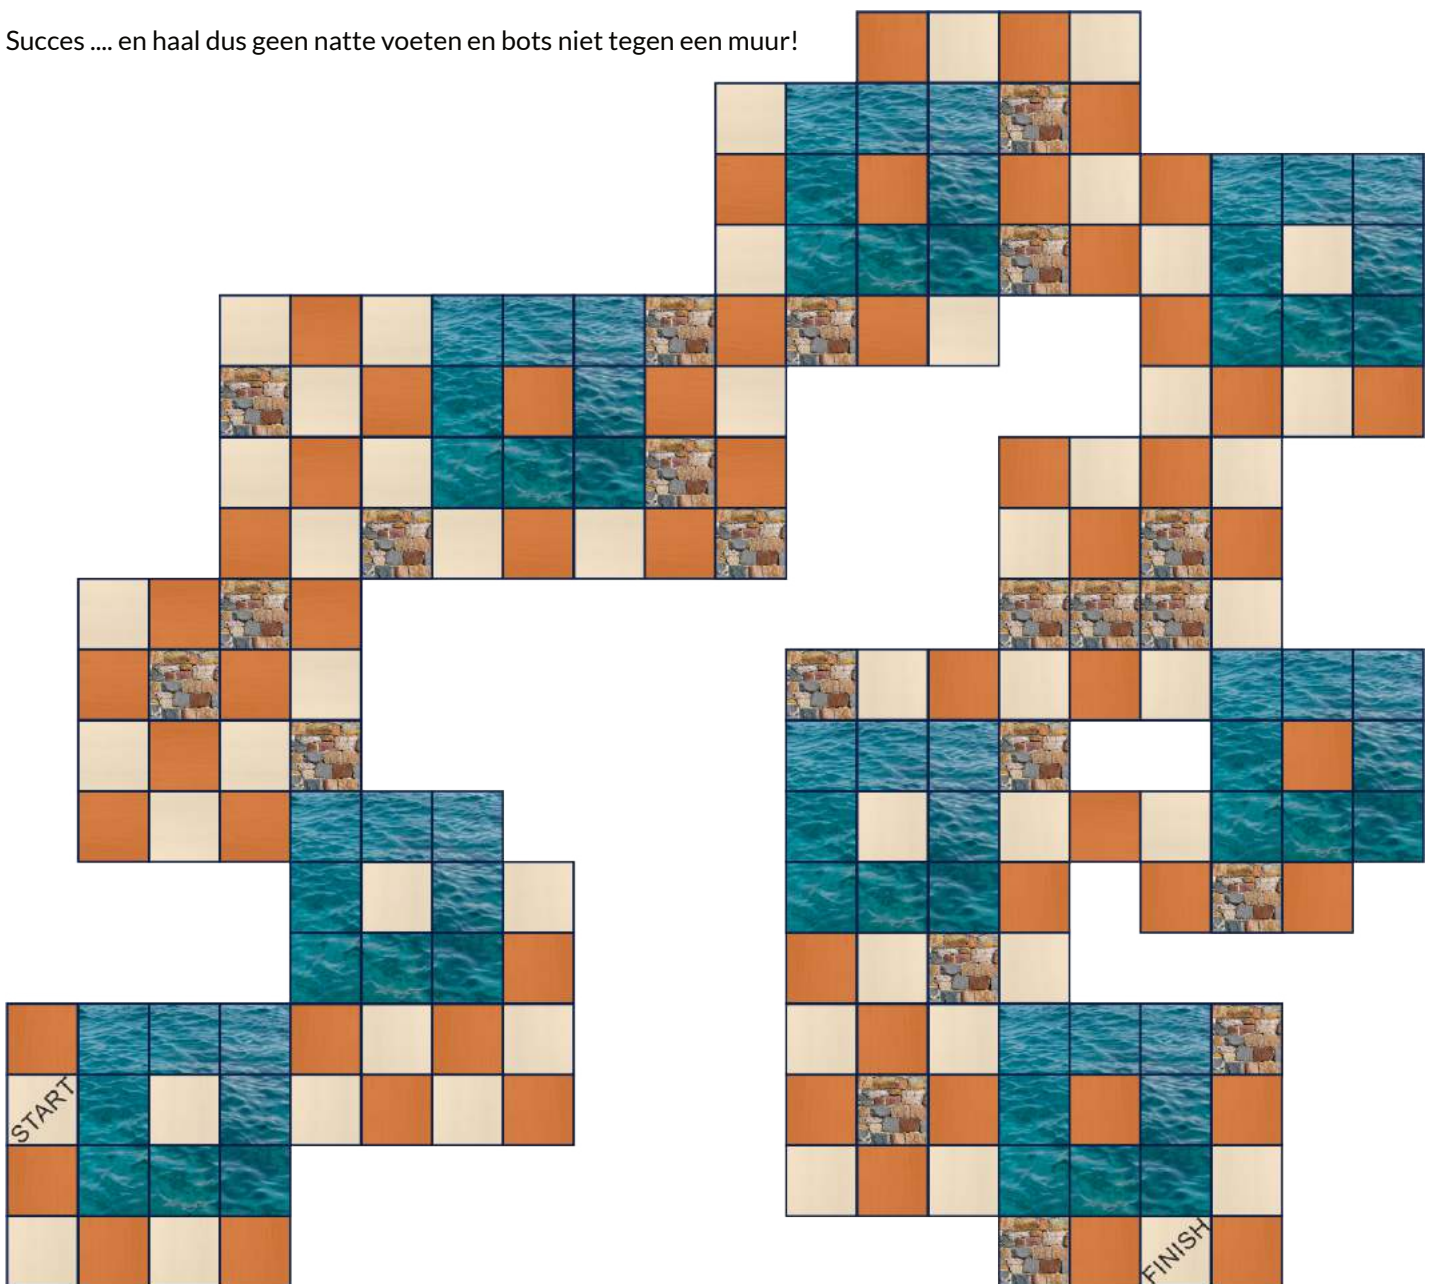 Succes .... en haal dus geen natte voeten en bots niet tegen een muur!
START
FINISH